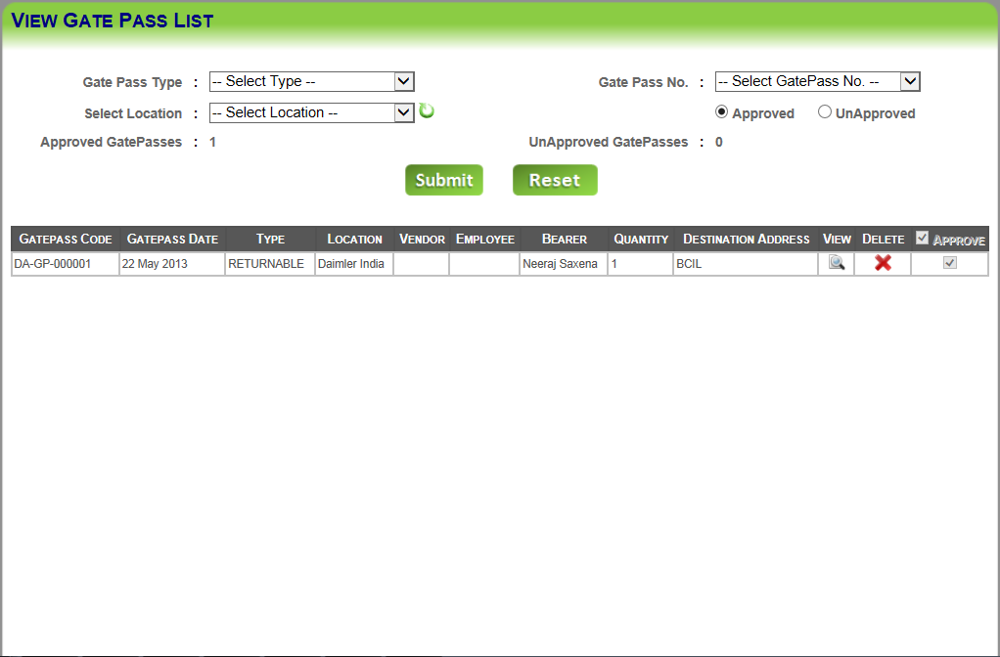 VIEW GATE PASS LIST
Gate Pass Type : -- Select Type -- Gate Pass No. : -- Select GatePass No. --
Select Location : -- Select Location -- Approved UnApproved
Approved GatePasses : 1 UnApproved GatePasses : 0
Submit Reset
GATEPASS CODE GATEPASS DATE TYPE LOCATION VENDOR EMPLOYEE BEARER QUANTITY DESTINATION ADDRESS VIEW DELETE APPROVE
DA-GP-000001 22 May 2013 RETURNABLE Daimler India Neeraj Saxena 1 BCIL